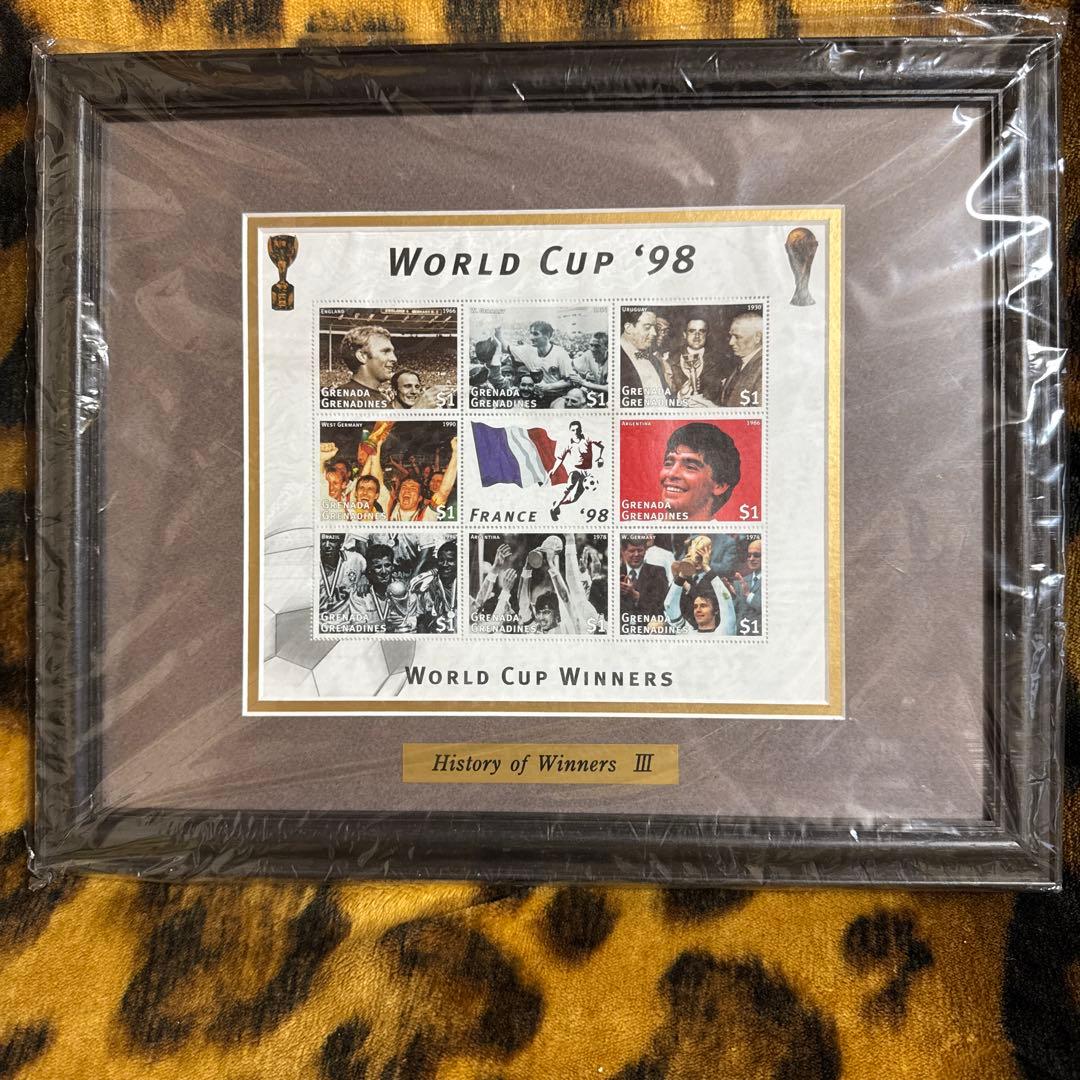 WORLD CUP ‘98
ENGLAND 1966
GRENADA
GRENADINES $1
W. GERMANY
GRENADA
GRENADINES $1
URUGUAY 1930
GRENADA
GRENADINES $1
WEST GERMANY 1990
GRENADA
GRENADINES $1
FRANCE ‘98
ARGENTINA 1986
GRENADA
GRENADINES $1
BRAZIL 1994
GRENADA
GRENADINES $1
ARGENTINA 1978
GRENADA
GRENADINES $1
W. GERMANY 1974
GRENADA
GRENADINES $1
WORLD CUP WINNERS
History of Winners III